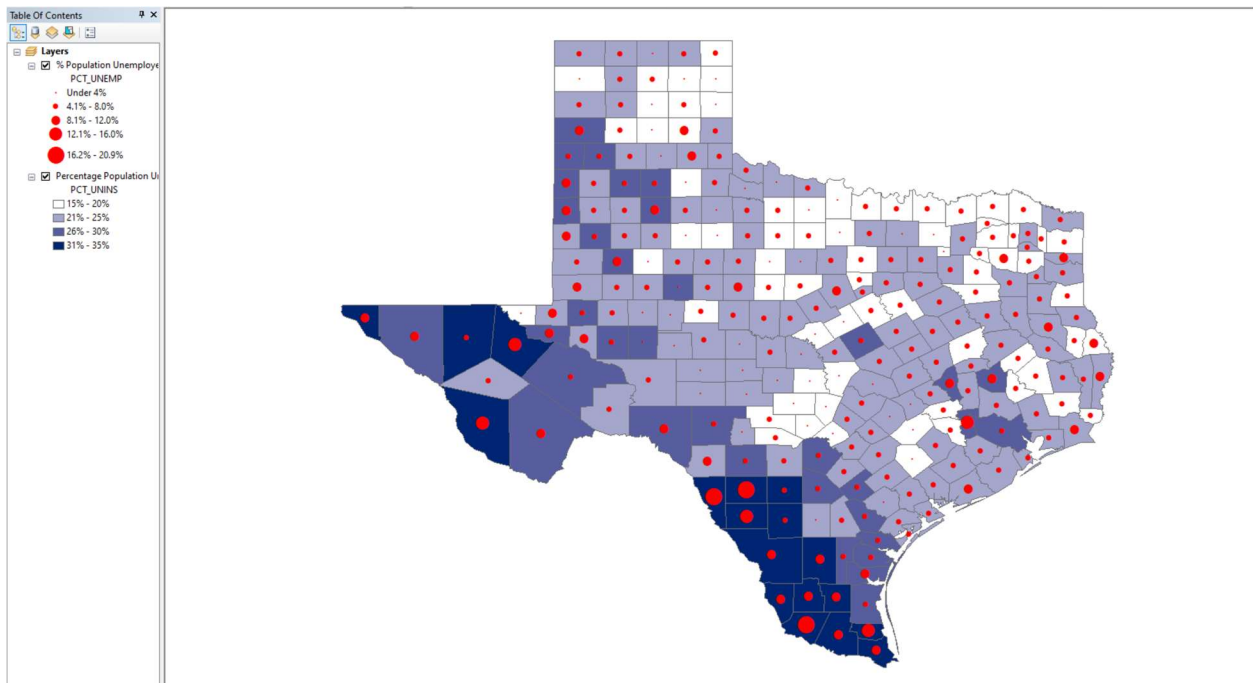 Table Of Contents
Layers
% Population Unemploye
PCT_UNEMP
Under 4%
4.1% - 8.0%
8.1% - 12.0%
12.1% - 16.0%
16.2% - 20.9%
Percentage Population Ui
PCT_UNINS
15% - 20%
21% - 25%
26% - 30%
31% - 35%